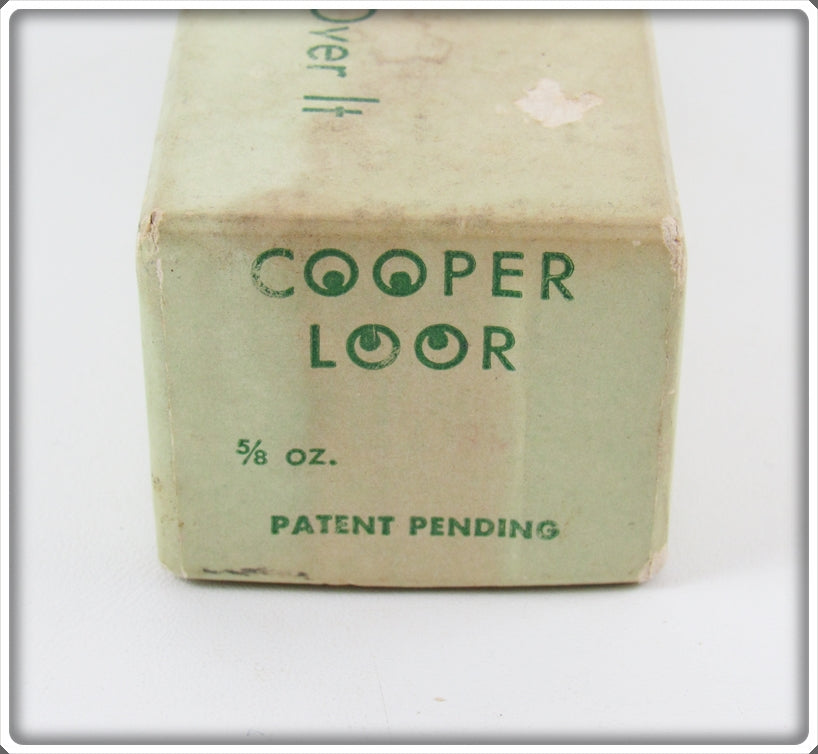 Over It
COOPER
LOOR
5/8 OZ.
PATENT PENDING